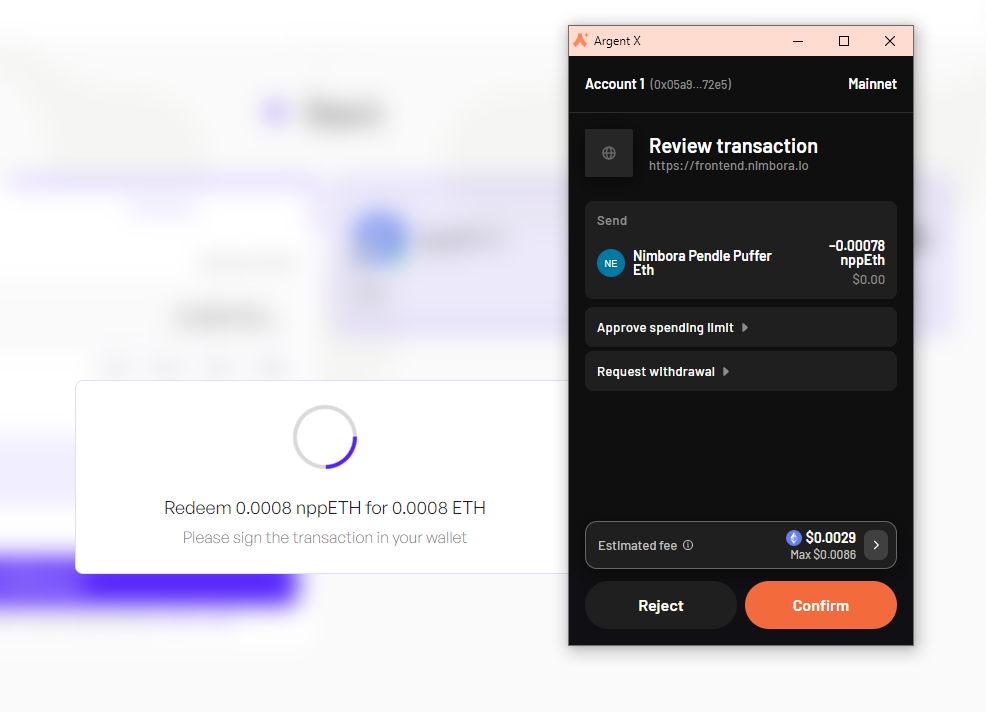 Argent X
Account 1 (0x05a9...72e5)
Mainnet
Review transaction
https://frontend.nimbora.io
Send
NE
Nimbora Pendle Puffer
Eth
−0.00078
nppEth
$0.00
Approve spending limit
Request withdrawal
Redeem 0.0008 nppETH for 0.0008 ETH
Please sign the transaction in your wallet
Estimated fee
$0.0029
Max $0.0086
Reject
Confirm